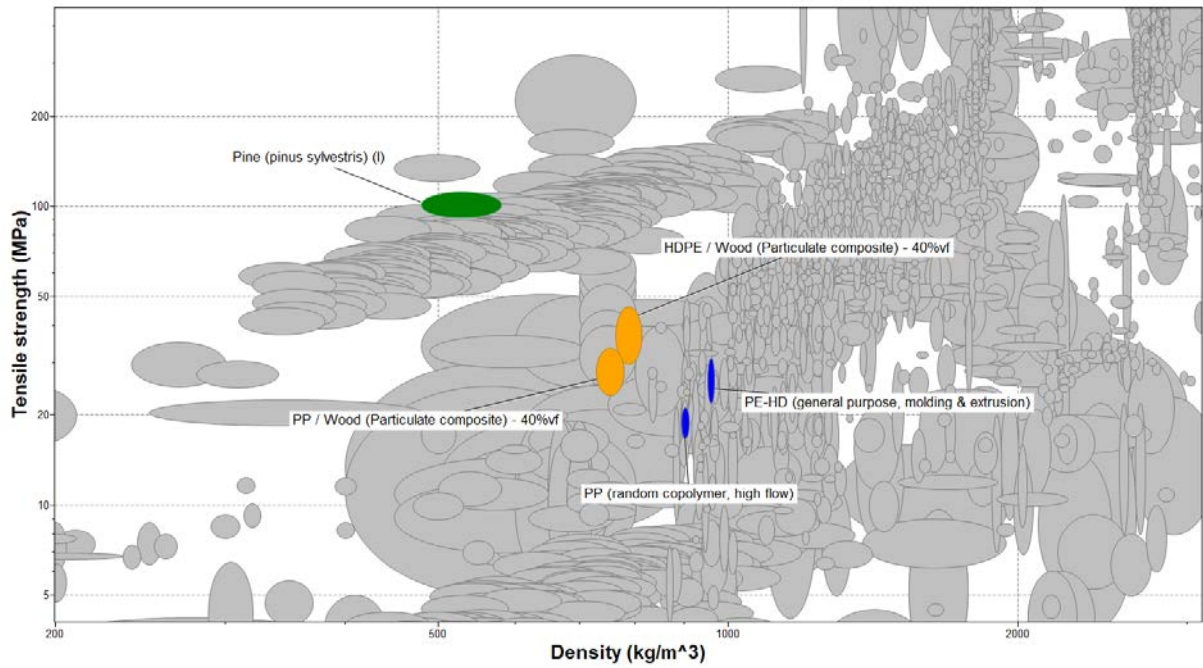 200
Pine (pinus sylvestris) (l)
100
HDPE / Wood (Particulate composite) - 40%vf
50
Tensile strength (MPa)
PE-HD (general purpose, molding & extrusion)
20
PP / Wood (Particulate composite) - 40%vf
PP (random copolymer, high flow)
10
5
200
500
1000
2000
Density (kg/m^3)